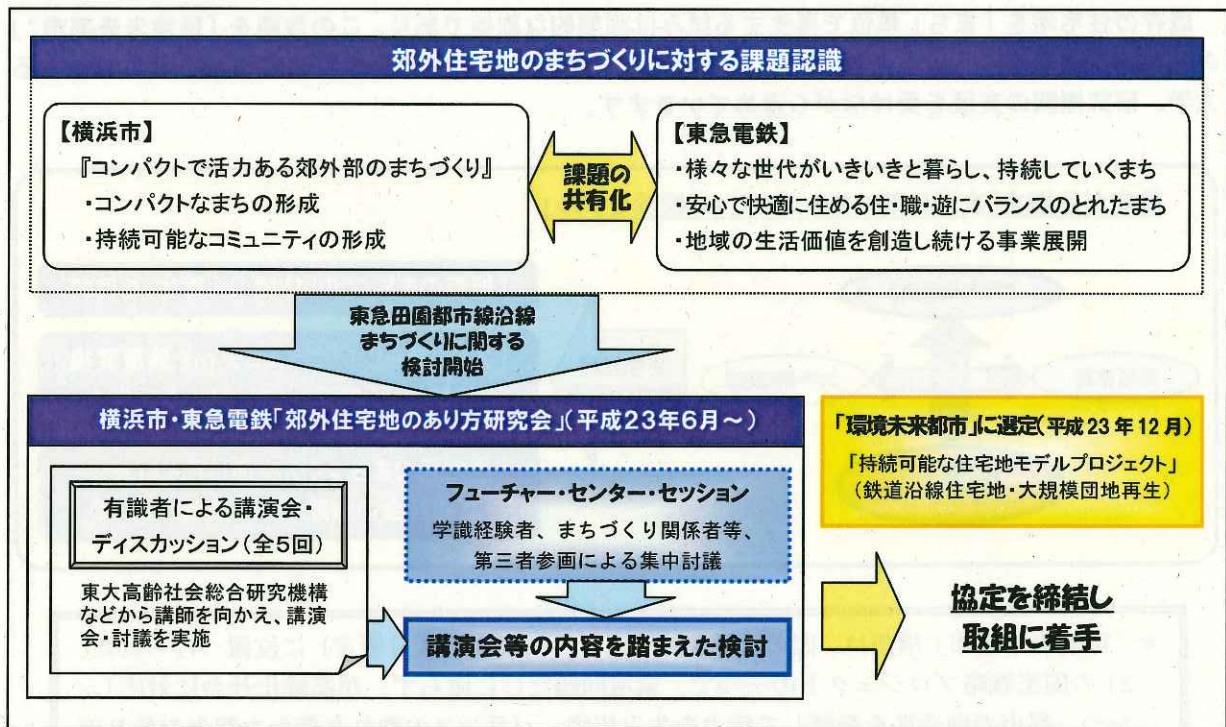 郊外住宅地のまちづくりに対する課題認識
【横浜市】
『コンパクトで活力ある郊外部のまちづくり』
・コンパクトなまちの形成
・持続可能なコミュニティの形成
課題の
共有化
【東急電鉄】
・様々な世代がいきいきと暮らし、持続していくまち
・安心で快適に住める住・職・遊にバランスのとれたまち
・地域の生活価値を創造し続ける事業展開
東急田園都市線沿線
まちづくりに関する
検討開始
横浜市・東急電鉄「郊外住宅地のあり方研究会」(平成23年6月~)
有識者による講演会・
ディスカッション(全5回)
東大高齢社会総合研究機構
などから講師を向かえ、講演
会・討議を実施
フューチャー・センター・セッション
学識経験者、まちづくり関係者等、
第三者参画による集中討議
講演会等の内容を踏まえた検討
「環境未来都市」に選定(平成23年12月)
「持続可能な住宅地モデルプロジェクト」
(鉄道沿線住宅地・大規模団地再生)
協定を締結し
取組に着手